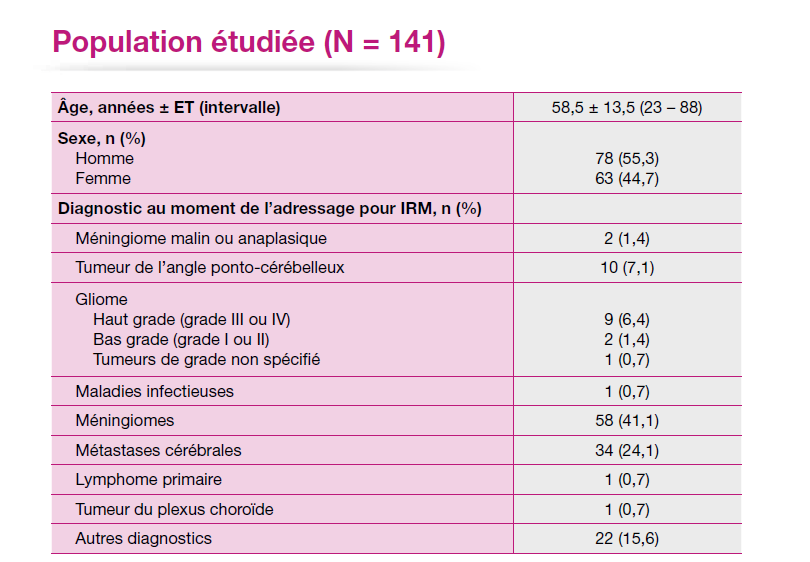 Population étudiée (N = 141)
Âge, années ± ET (intervalle) 58,5 ± 13,5 (23 – 88)
Sexe, n (%)
Homme 78 (55,3)
Femme 63 (44,7)
Diagnostic au moment de l’adressage pour IRM, n (%)
Méningiome malin ou anaplasique 2 (1,4)
Tumeur de l’angle ponto-cérébelleux 10 (7,1)
Gliome
Haut grade (grade III ou IV) 9 (6,4)
Bas grade (grade I ou II) 2 (1,4)
Tumeurs de grade non spécifié 1 (0,7)
Maladies infectieuses 1 (0,7)
Méningiomes 58 (41,1)
Métastases cérébrales 34 (24,1)
Lymphome primaire 1 (0,7)
Tumeur du plexus choroïde 1 (0,7)
Autres diagnostics 22 (15,6)